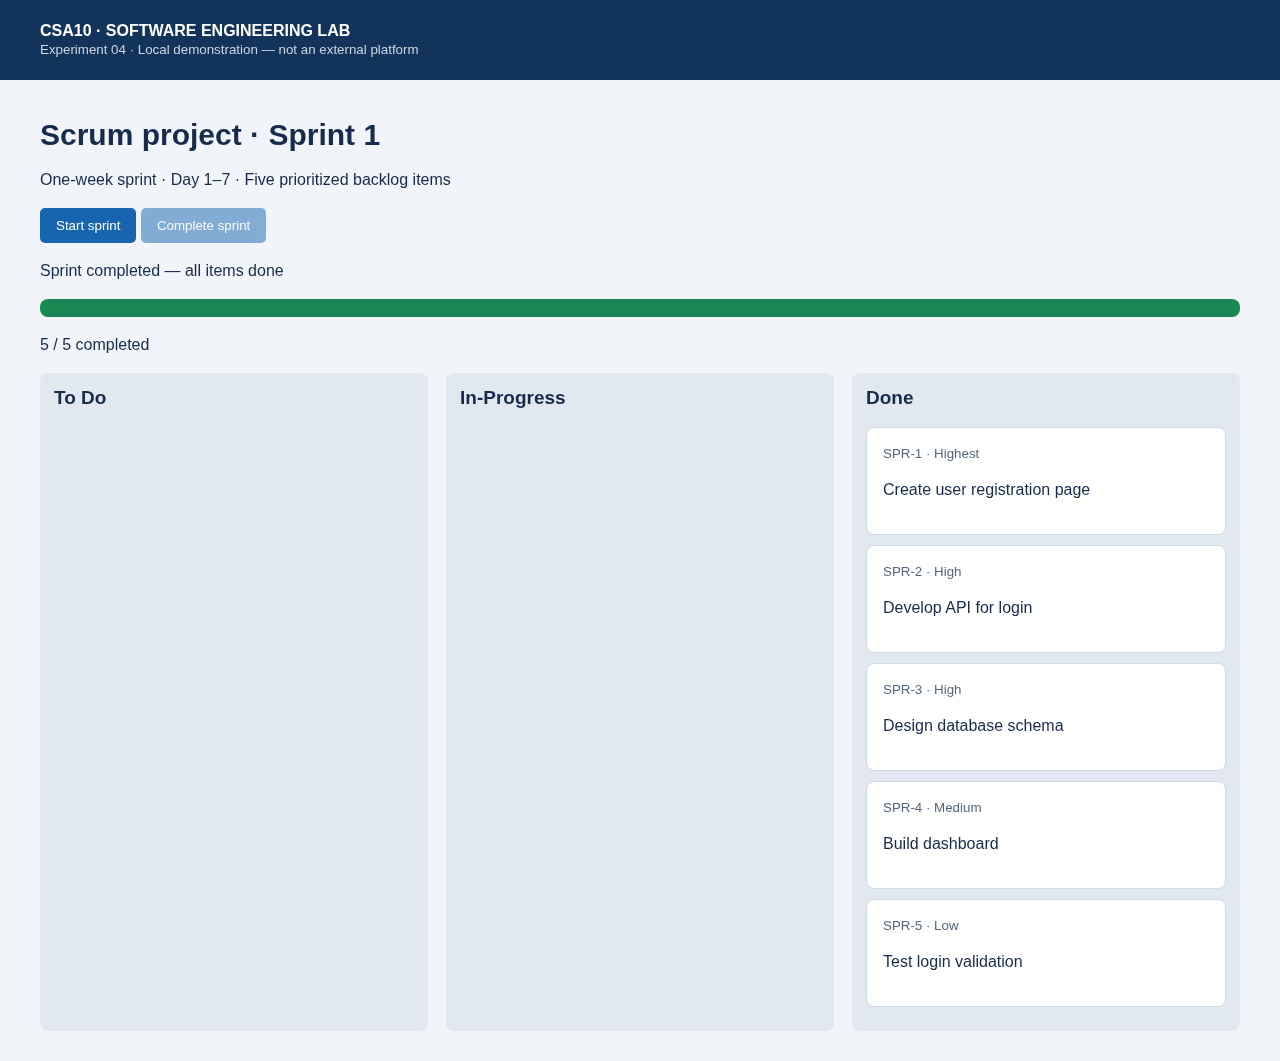 CSA10 · SOFTWARE ENGINEERING LAB
Experiment 04 · Local demonstration — not an external platform
Scrum project · Sprint 1
One-week sprint · Day 1–7 · Five prioritized backlog items
Start sprint Complete sprint
Sprint completed — all items done
5 / 5 completed
To Do
In-Progress
Done
SPR-1 · Highest
Create user registration page
SPR-2 · High
Develop API for login
SPR-3 · High
Design database schema
SPR-4 · Medium
Build dashboard
SPR-5 · Low
Test login validation